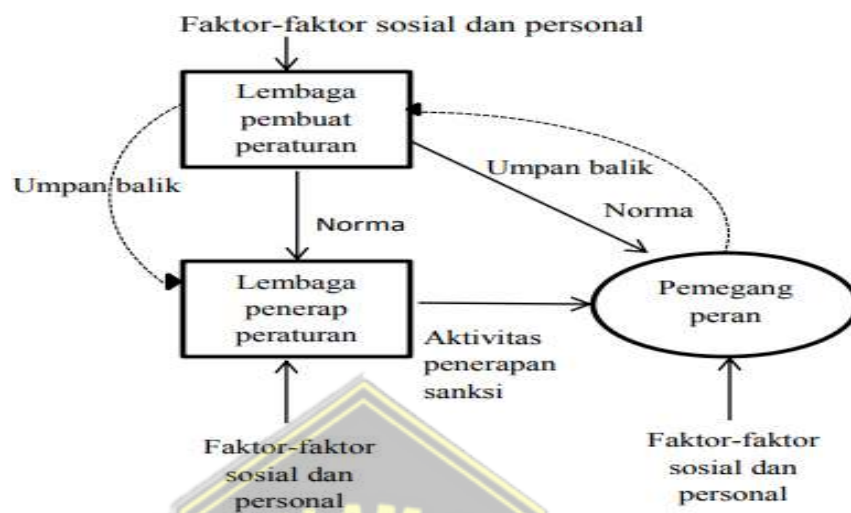 Faktor-faktor sosial dan personal
Lembaga
pembuat
peraturan
Umpan balik
Umpan balik
Norma
Norma
Lembaga
penerap
peraturan
Pemegang
peran
Aktivitas
penerapan
sanksi
Faktor-faktor
sosial dan
personal
Faktor-faktor
sosial dan
personal